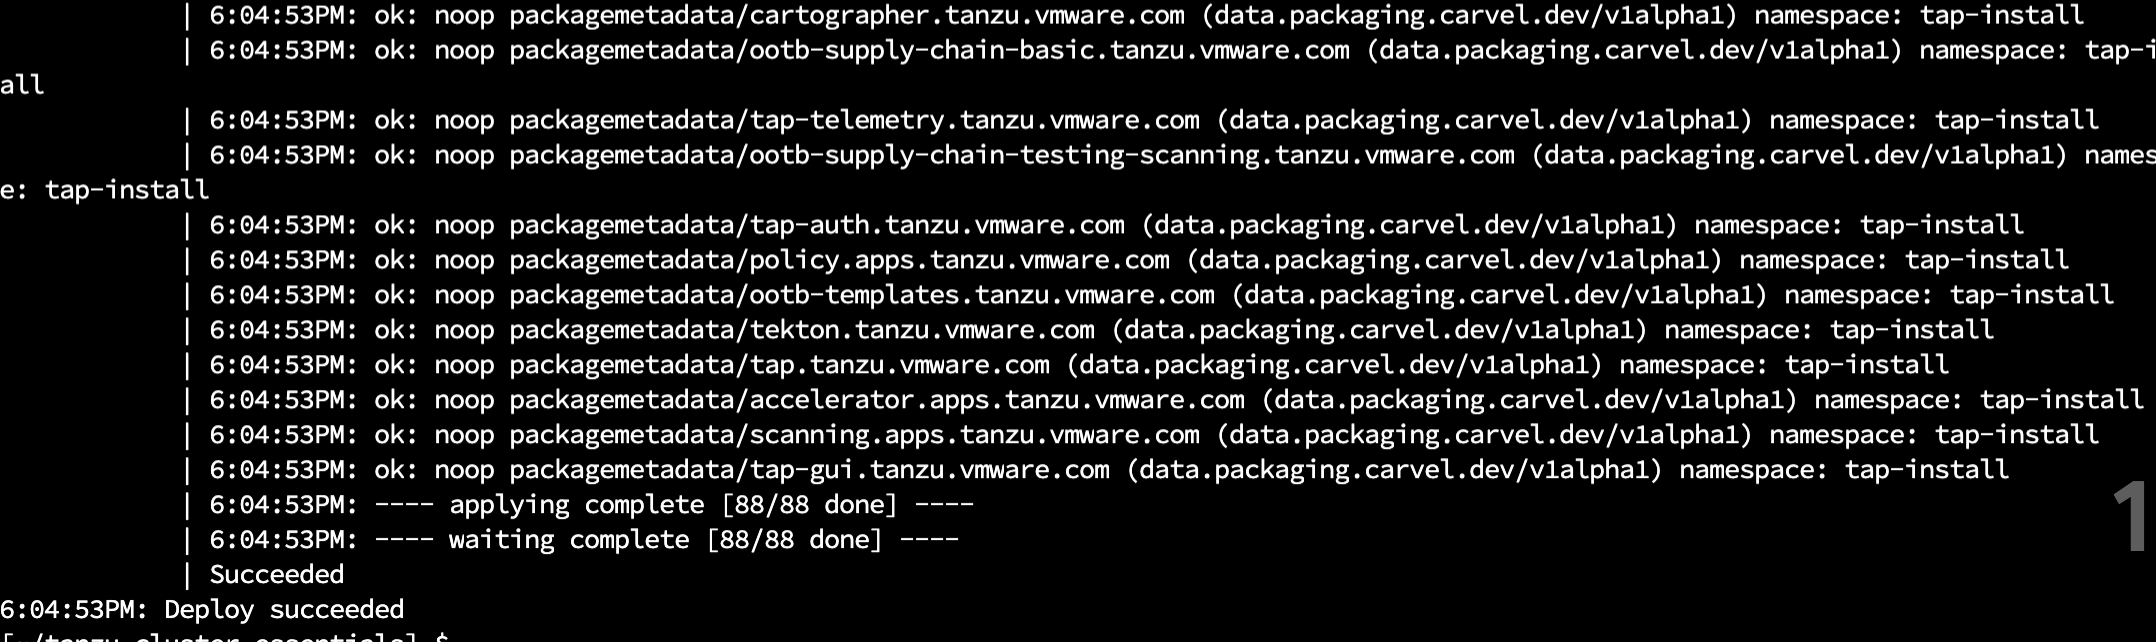 | 6:04:53PM: ok: noop packagemetadata/cartographer.tanzu.vmware.com (data.packaging.carvel.dev/v1alpha1) namespace: tap-install
| 6:04:53PM: ok: noop packagemetadata/ootb-supply-chain-basic.tanzu.vmware.com (data.packaging.carvel.dev/v1alpha1) namespace: tap-i
all
| 6:04:53PM: ok: noop packagemetadata/tap-telemetry.tanzu.vmware.com (data.packaging.carvel.dev/v1alpha1) namespace: tap-install
| 6:04:53PM: ok: noop packagemetadata/ootb-supply-chain-testing-scanning.tanzu.vmware.com (data.packaging.carvel.dev/v1alpha1) names
e: tap-install
| 6:04:53PM: ok: noop packagemetadata/tap-auth.tanzu.vmware.com (data.packaging.carvel.dev/v1alpha1) namespace: tap-install
| 6:04:53PM: ok: noop packagemetadata/policy.apps.tanzu.vmware.com (data.packaging.carvel.dev/v1alpha1) namespace: tap-install
| 6:04:53PM: ok: noop packagemetadata/ootb-templates.tanzu.vmware.com (data.packaging.carvel.dev/v1alpha1) namespace: tap-install
| 6:04:53PM: ok: noop packagemetadata/tekton.tanzu.vmware.com (data.packaging.carvel.dev/v1alpha1) namespace: tap-install
| 6:04:53PM: ok: noop packagemetadata/tap.tanzu.vmware.com (data.packaging.carvel.dev/v1alpha1) namespace: tap-install
| 6:04:53PM: ok: noop packagemetadata/accelerator.apps.tanzu.vmware.com (data.packaging.carvel.dev/v1alpha1) namespace: tap-install
| 6:04:53PM: ok: noop packagemetadata/scanning.apps.tanzu.vmware.com (data.packaging.carvel.dev/v1alpha1) namespace: tap-install
| 6:04:53PM: ok: noop packagemetadata/tap-gui.tanzu.vmware.com (data.packaging.carvel.dev/v1alpha1) namespace: tap-install
| 6:04:53PM: ---- applying complete [88/88 done] ----
1
| 6:04:53PM: ---- waiting complete [88/88 done] ----
| Succeeded
6:04:53PM: Deploy succeeded
[~/tanzu-cluster-essentials] $